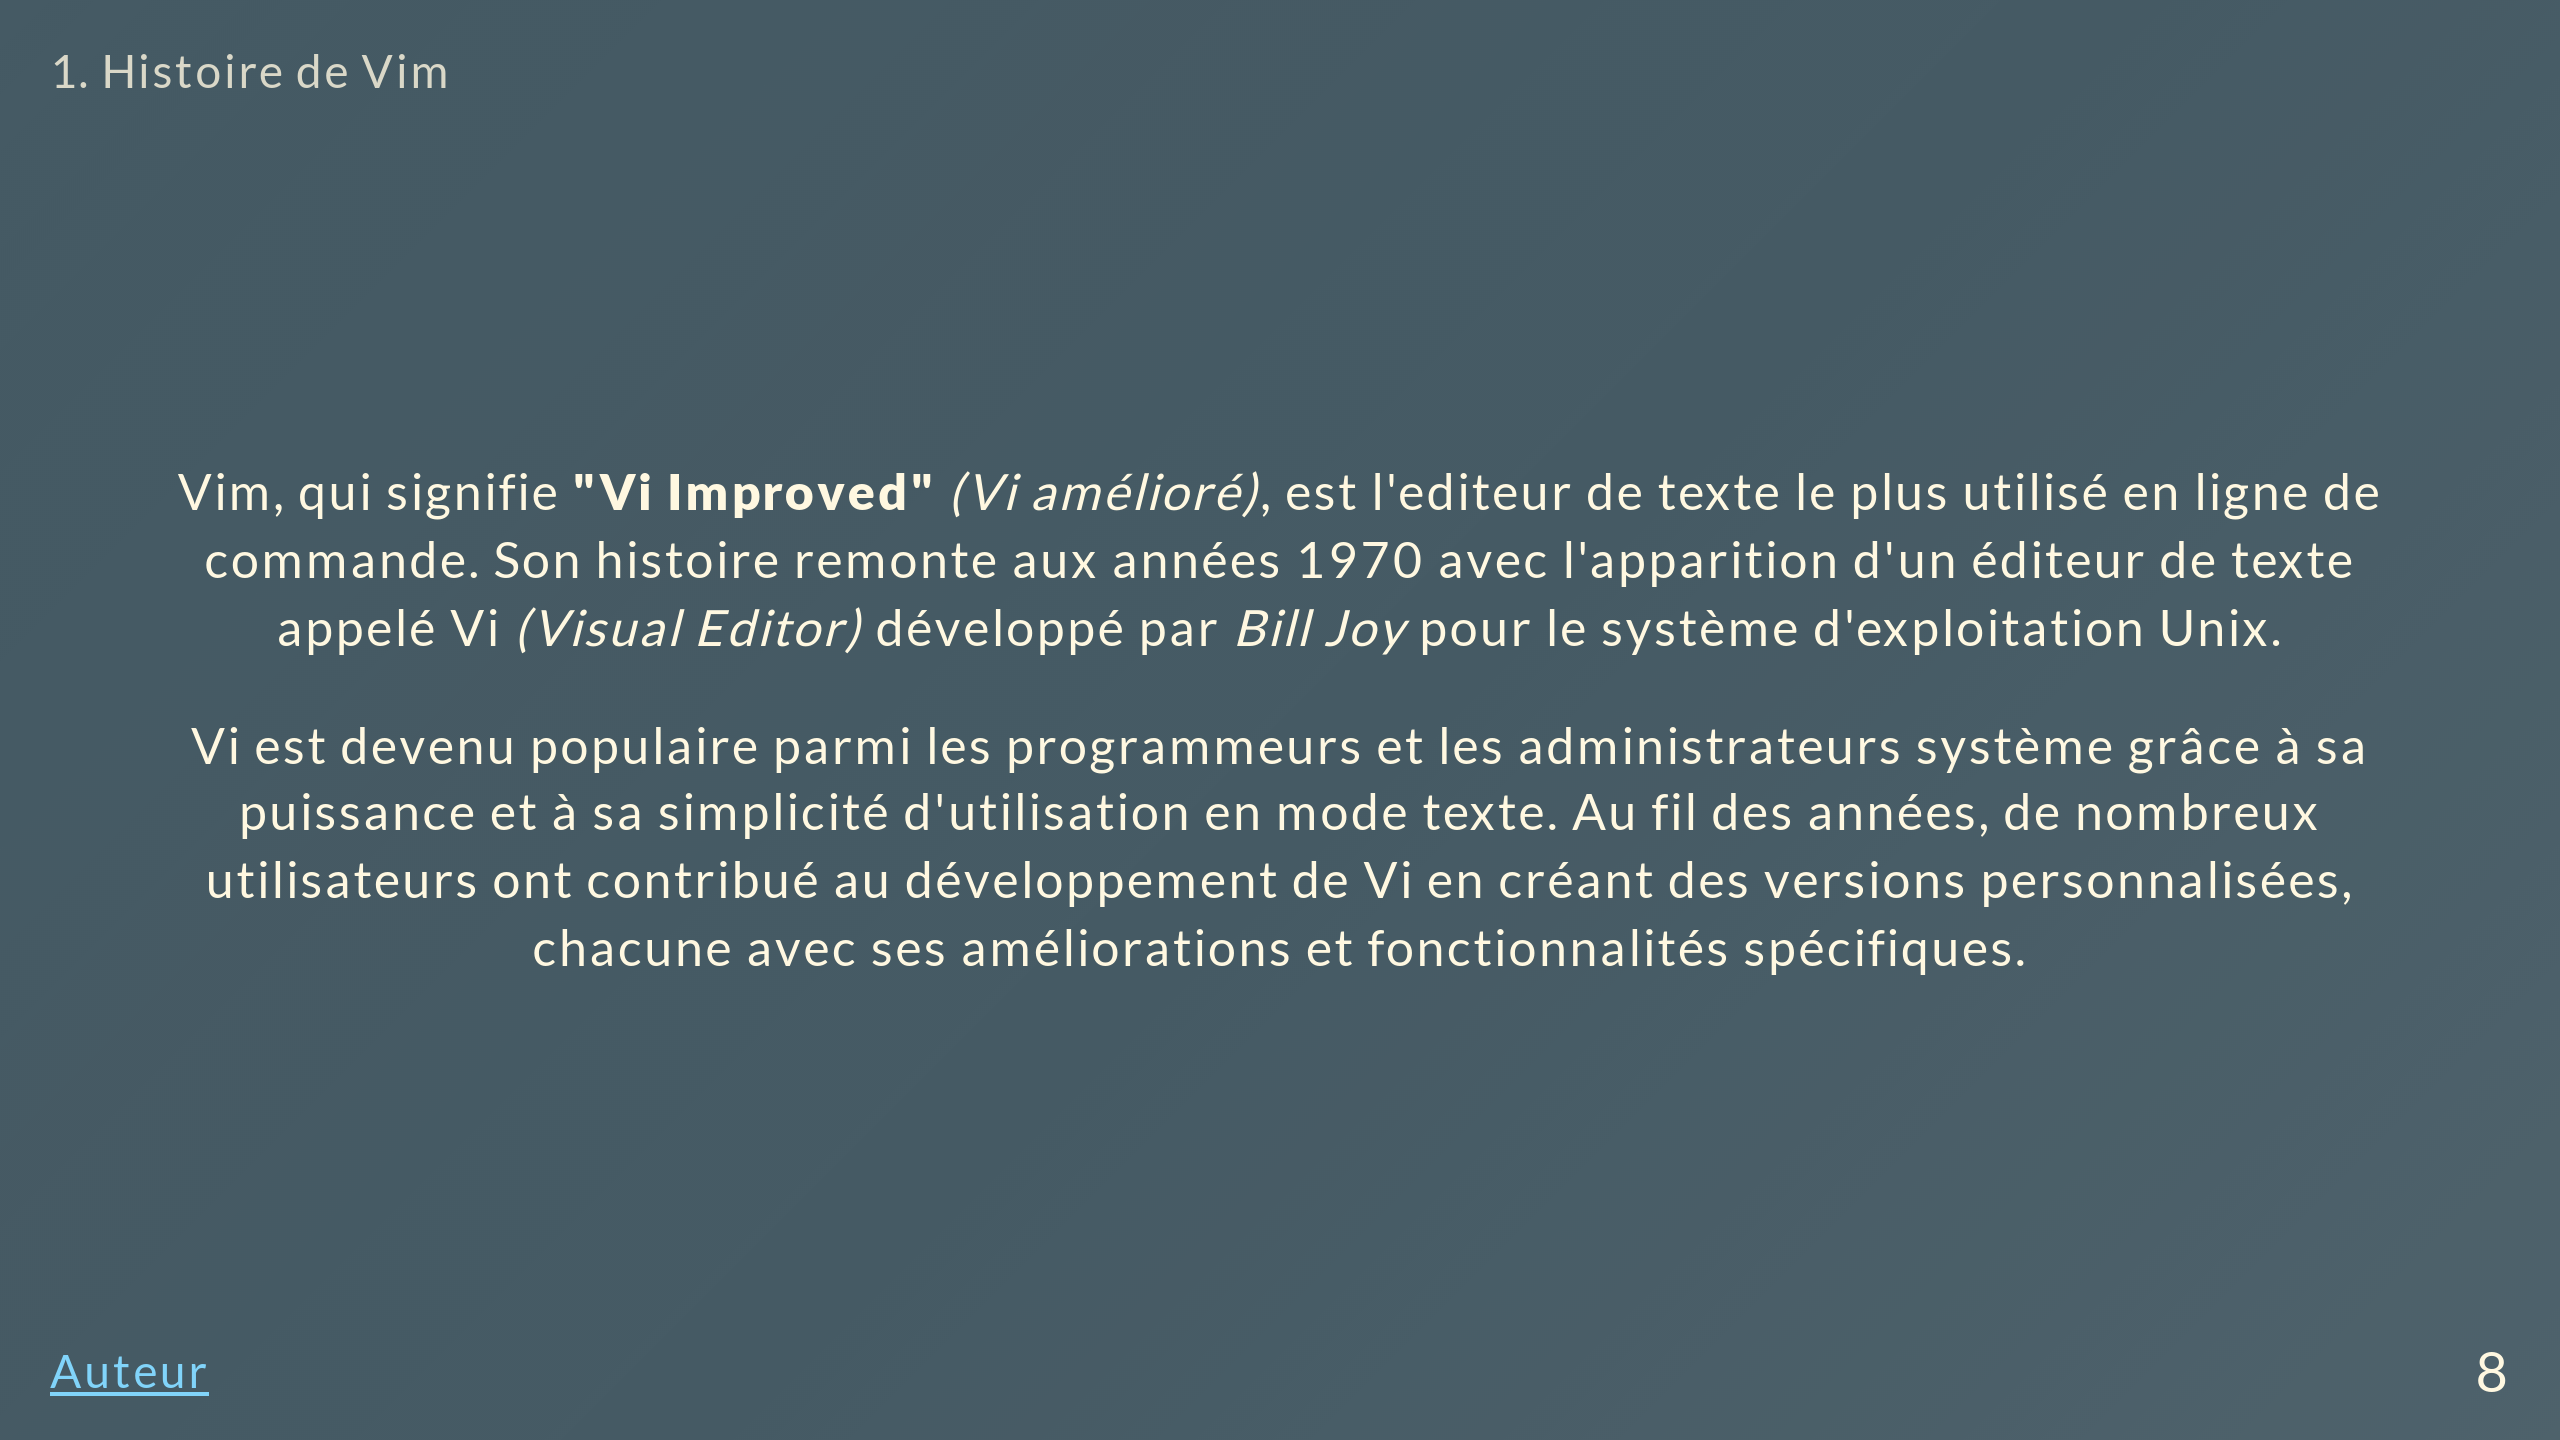 1. Histoire de Vim
Vim, qui signifie "Vi Improved" (Vi amélioré), est l'editeur de texte le plus utilisé en ligne de
commande. Son histoire remonte aux années 1970 avec l'apparition d'un éditeur de texte
appelé Vi (Visual Editor) développé par Bill Joy pour le système d'exploitation Unix.
Vi est devenu populaire parmi les programmeurs et les administrateurs système grâce à sa
puissance et à sa simplicité d'utilisation en mode texte. Au fil des années, de nombreux
utilisateurs ont contribué au développement de Vi en créant des versions personnalisées,
chacune avec ses améliorations et fonctionnalités spécifiques.
Auteur
8